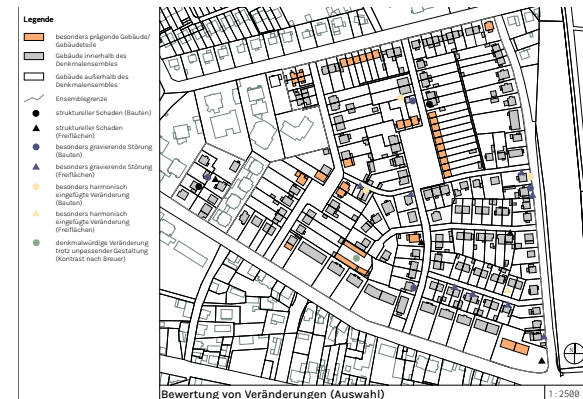 Legende
besonders prägende Gebäude/
Gebäudeteile
Gebäude innerhalb des
Denkmalensembles
Gebäude außerhalb des
Denkmalensembles
Ensemblegrenze
struktureller Schaden (Bauten)
struktureller Schaden
(Freiflächen)
besonders gravierende Störung
(Bauten)
besonders gravierende Störung
(Freiflächen)
besonders harmonisch
eingefügte Veränderung
(Bauten)
besonders harmonisch
eingefügte Veränderung
(Freiflächen)
denkmalwürdige Veränderung
trotz unpassender Gestaltung
(Kontrast nach Breuer)
Bewertung von Veränderungen (Auswahl)
1:2500